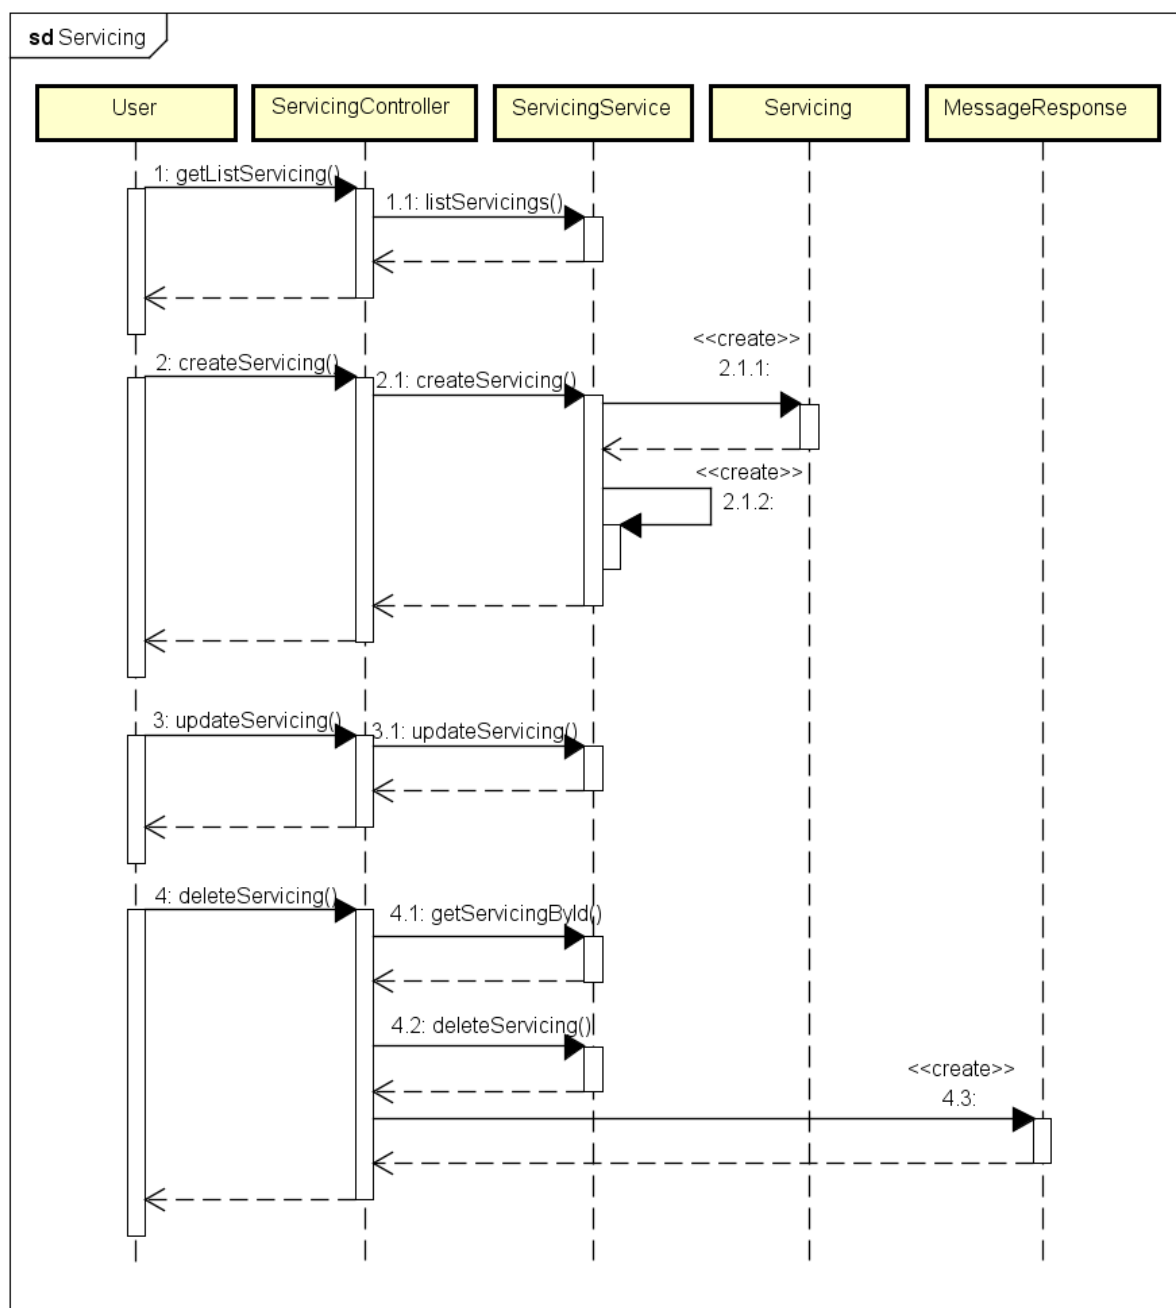 sd Servicing
User
ServicingController
ServicingService
Servicing
MessageResponse
1: getListServicing()
1.1: listServicings()
<<create>>
2.1.1:
2: createServicing()
2.1: createServicing()
<<create>>
2.1.2:
3: updateServicing()
3.1: updateServicing()
4: deleteServicing()
4.1: getServicingById()
4.2: deleteServicing()
<<create>>
4.3: